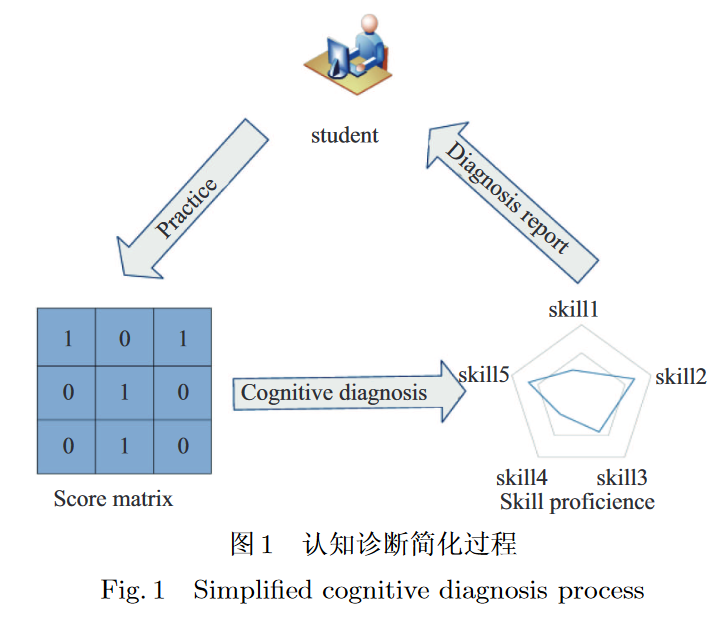 student
Practice
Diagnosis report
1 0 1
0 1 0
0 1 0
Score matrix
Cognitive diagnosis
skill1
skill5
skill2
skill4
skill3
Skill proficience
图 1 认知诊断简化过程
Fig. 1 Simplified cognitive diagnosis process